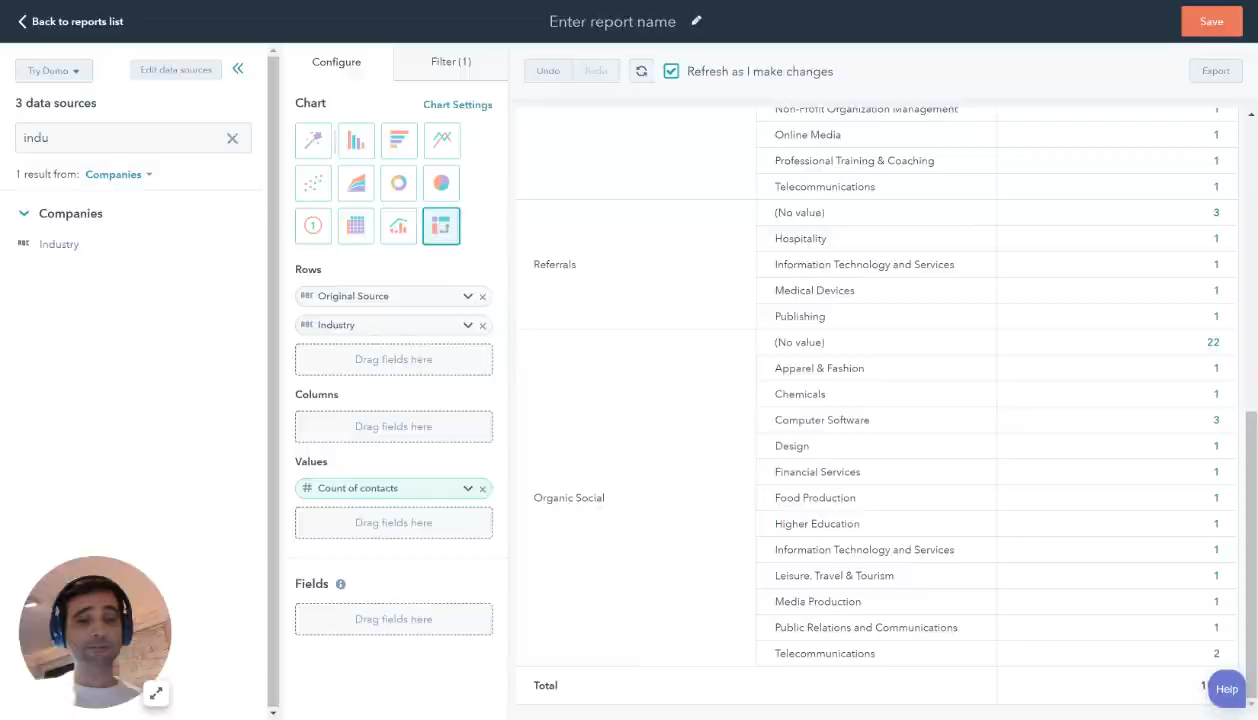 Back to reports list
Enter report name
Save
Try Demo
Edit data sources
Configure
Filter (1)
Undo
Redo
Refresh as I make changes
Export
3 data sources
indu
1 result from: Companies
Companies
ABC Industry
Chart
Chart Settings
1
Rows
ABC Original Source
ABC Industry
Drag fields here
Columns
Drag fields here
Values
# Count of contacts
Drag fields here
Fields
Drag fields here
Non-Profit Organization Management 1
Online Media 1
Professional Training & Coaching 1
Telecommunications 1
Referrals
(No value) 3
Hospitality 1
Information Technology and Services 1
Medical Devices 1
Publishing 1
Organic Social
(No value) 22
Apparel & Fashion 1
Chemicals 1
Computer Software 3
Design 1
Financial Services 1
Food Production 1
Higher Education 1
Information Technology and Services 1
Leisure, Travel & Tourism 1
Media Production 1
Public Relations and Communications 1
Telecommunications 2
Total
Help